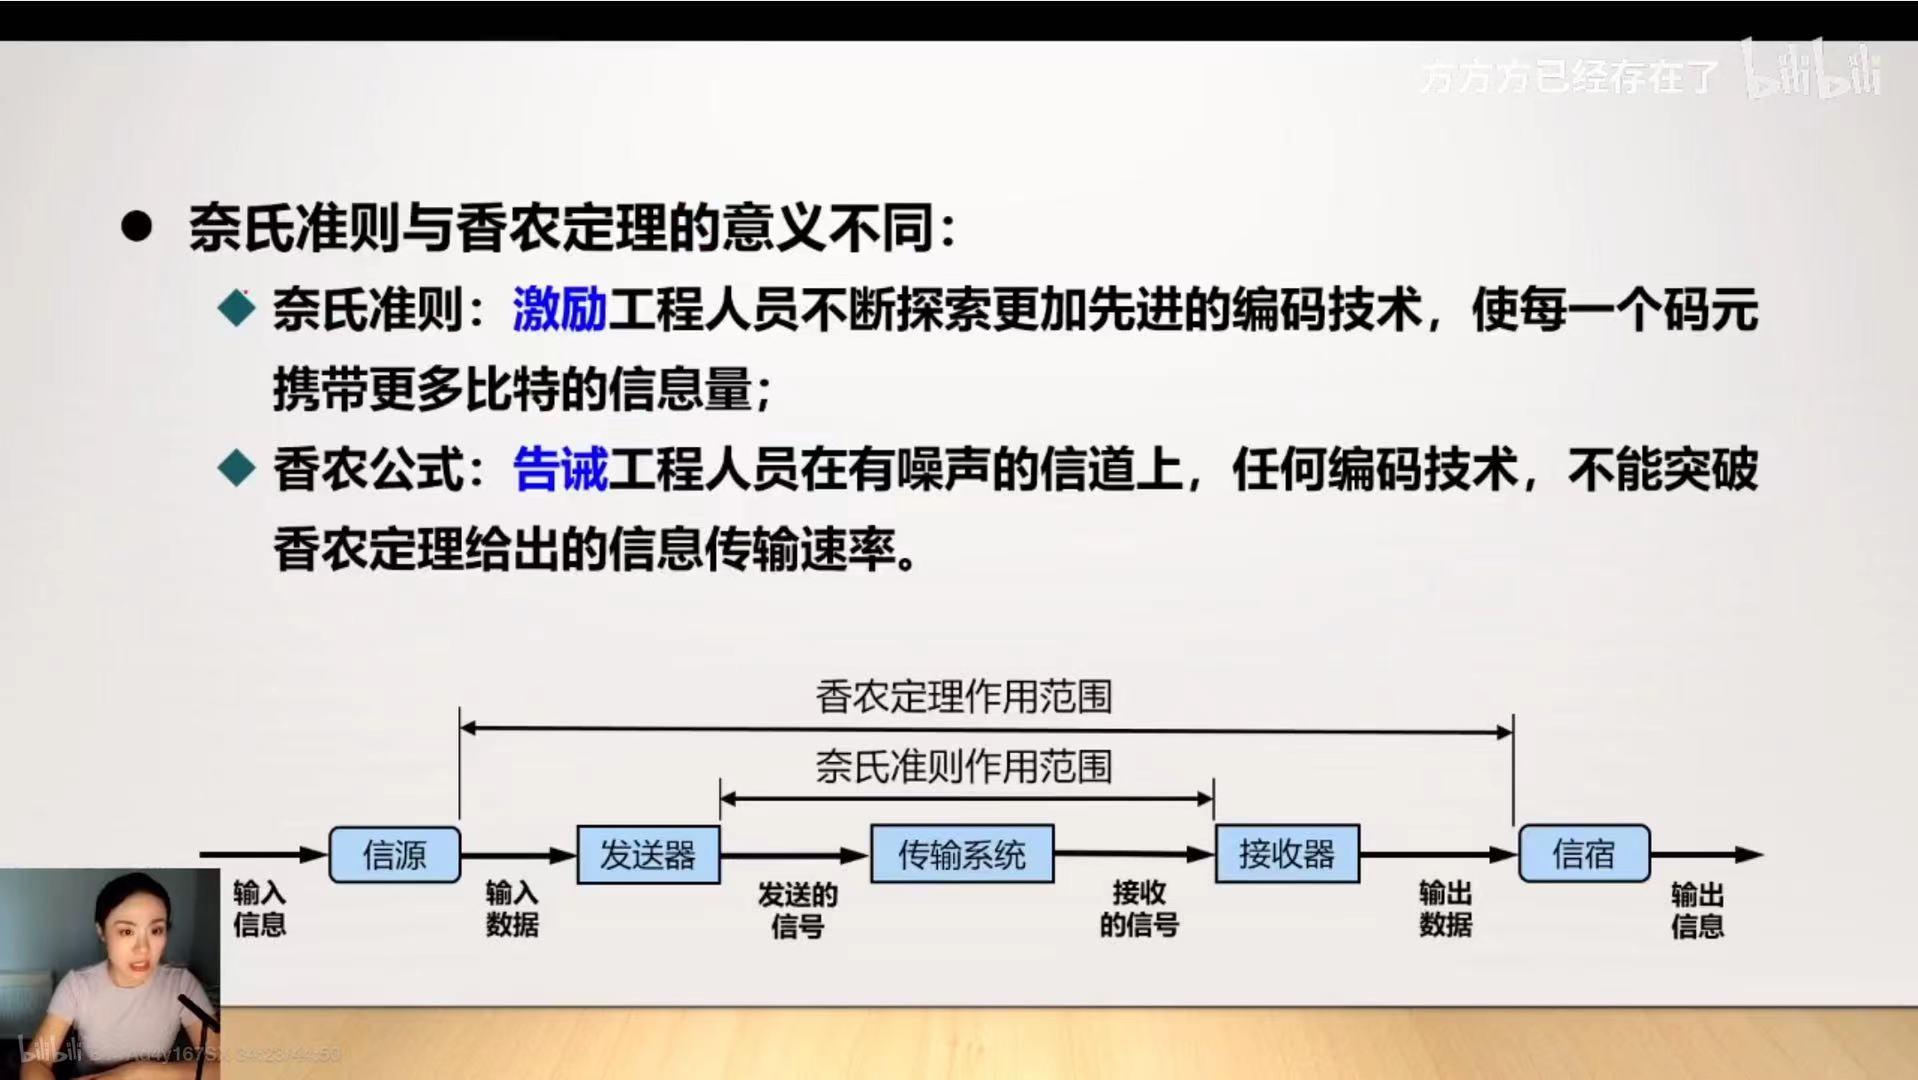 方方方已经存在了 bilibili
奈氏准则与香农定理的意义不同：
奈氏准则：激励工程人员不断探索更加先进的编码技术，使每一个码元
携带更多比特的信息量；
香农公式：告诫工程人员在有噪声的信道上，任何编码技术，不能突破
香农定理给出的信息传输速率。
香农定理作用范围
奈氏准则作用范围
信源 发送器 传输系统 接收器 信宿
输入 输入 发送的 接收 输出 输出
信息 数据 信号 的信号 数据 信息
bilibili 34:23/44:50